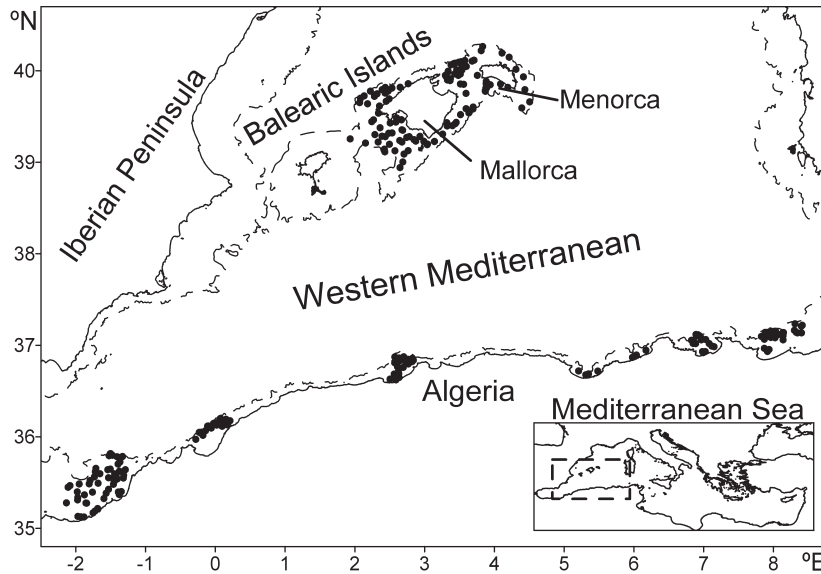 ºN
40
39
38
37
36
35
Iberian Peninsula
Balearic Islands
Menorca
Mallorca
Western Mediterranean
Algeria
Mediterranean Sea
-2 -1 0 1 2 3 4 5 6 7 8 ºE